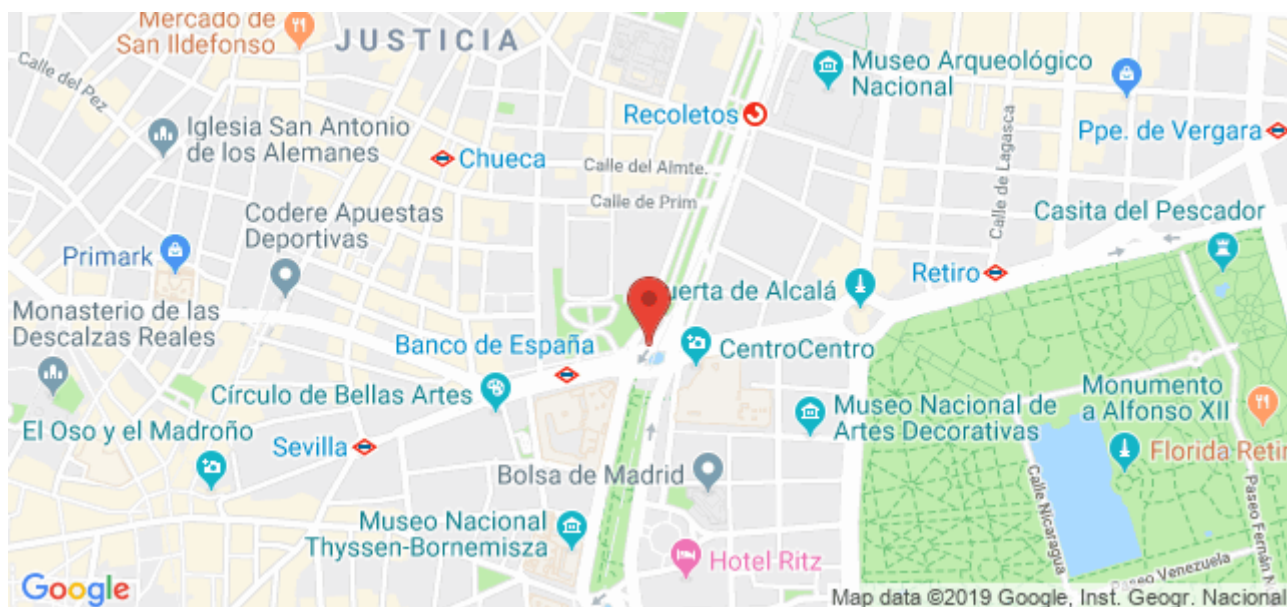 Mercado de
San Ildefonso
JUSTICIA
Museo Arqueológico
Nacional
Calle del Pez
Recoletos
Ppe. de Vergara
Iglesia San Antonio
de los Alemanes
Chueca
Calle del Almte.
Calle de Lagasca
Calle de Prim
Codere Apuestas
Deportivas
Casita del Pescador
Primark
Retiro
uerta de Alcalá
Monasterio de las
Descalzas Reales
Banco de España
CentroCentro
Círculo de Bellas Artes
Monumento
a Alfonso XII
El Oso y el Madroño
Museo Nacional de
Artes Decorativas
Sevilla
Florida Retir
Bolsa de Madrid
Calle Nicaragua
Paseo Fernán N
Museo Nacional
Thyssen-Bornemisza
Hotel Ritz
Paseo Venezuela
Google
Map data ©2019 Google, Inst. Geogr. Nacional